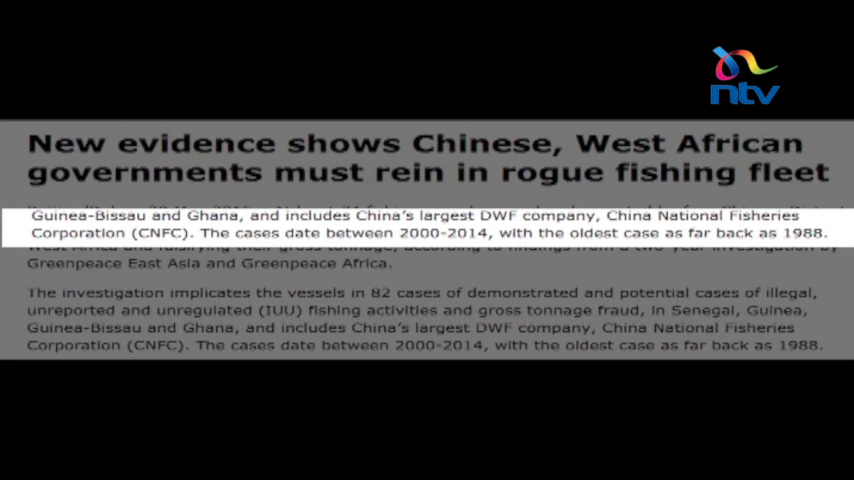 ntv
New evidence shows Chinese, West African
governments must rein in rogue fishing fleet
Guinea-Bissau and Ghana, and includes China's largest DWF company, China National Fisheries
Corporation (CNFC). The cases date between 2000-2014, with the oldest case as far back as 1988.
West Africa and falsifying their gross tonnage, according to findings from a two year investigation by
Greenpeace East Asia and Greenpeace Africa.
The investigation implicates the vessels in 82 cases of demonstrated and potential cases of illegal,
unreported and unregulated (IUU) fishing activities and gross tonnage fraud, in Senegal, Guinea,
Guinea-Bissau and Ghana, and includes China's largest DWF company, China National Fisheries
Corporation (CNFC). The cases date between 2000-2014, with the oldest case as far back as 1988.